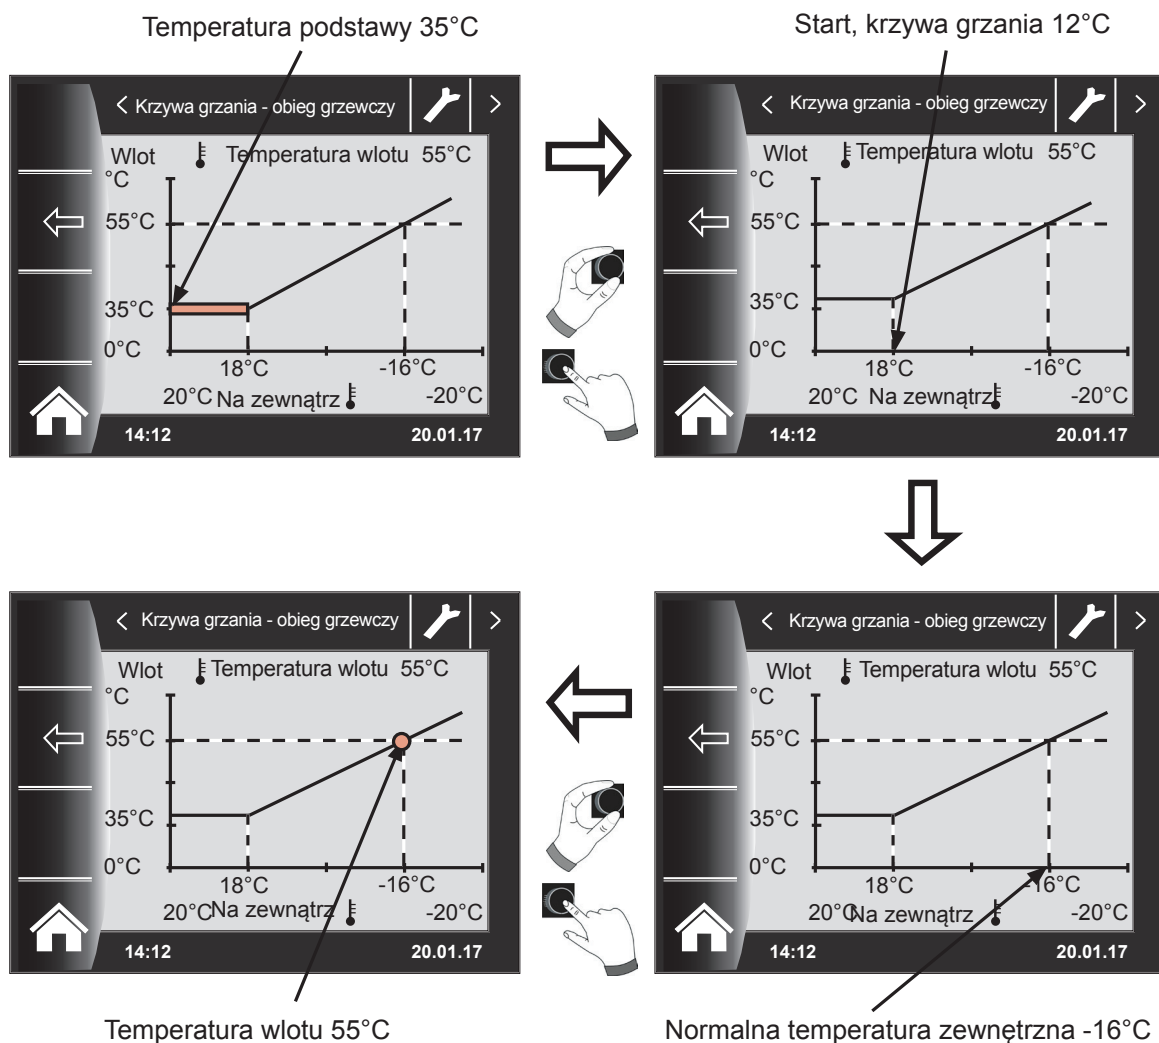 Temperatura podstawy 35°C
Start, krzywa grzania 12°C
< Krzywa grzania - obieg grzewczy >
Wlot Temperatura wlotu 55°C
°C
55°C
35°C
0°C
18°C -16°C
20°C Na zewnątrz -20°C
14:12 20.01.17
< Krzywa grzania - obieg grzewczy >
Wlot Temperatura wlotu 55°C
°C
55°C
35°C
0°C
18°C -16°C
20°C Na zewnątrz -20°C
14:12 20.01.17
< Krzywa grzania - obieg grzewczy >
Wlot Temperatura wlotu 55°C
°C
55°C
35°C
0°C
18°C -16°C
20°C Na zewnątrz -20°C
14:12 20.01.17
< Krzywa grzania - obieg grzewczy >
Wlot Temperatura wlotu 55°C
°C
55°C
35°C
0°C
18°C -16°C
20°C Na zewnątrz -20°C
14:12 20.01.17
Temperatura wlotu 55°C
Normalna temperatura zewnętrzna -16°C